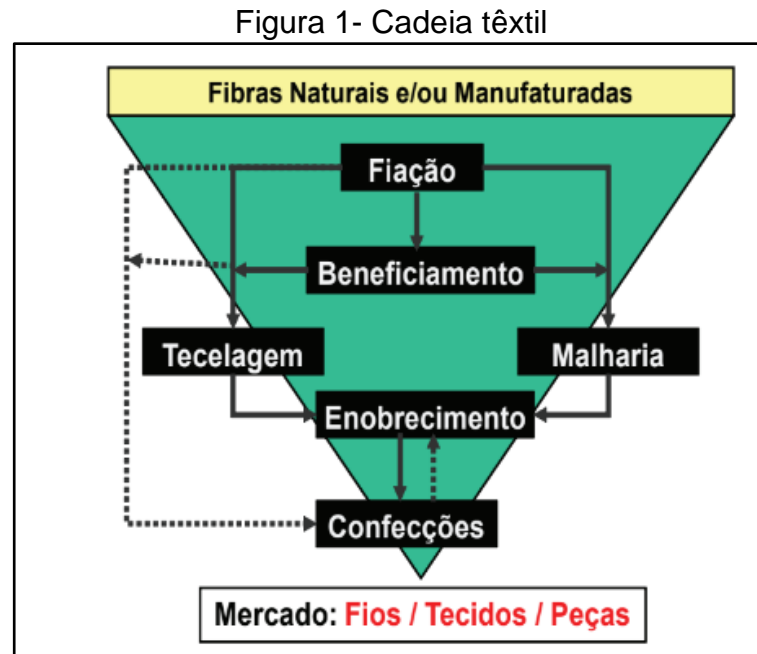 Figura 1- Cadeia têxtil
Fibras Naturais e/ou Manufaturadas
Fiação
Beneficiamento
Tecelagem
Malharia
Enobrecimento
Confecções
Mercado: Fios / Tecidos / Peças